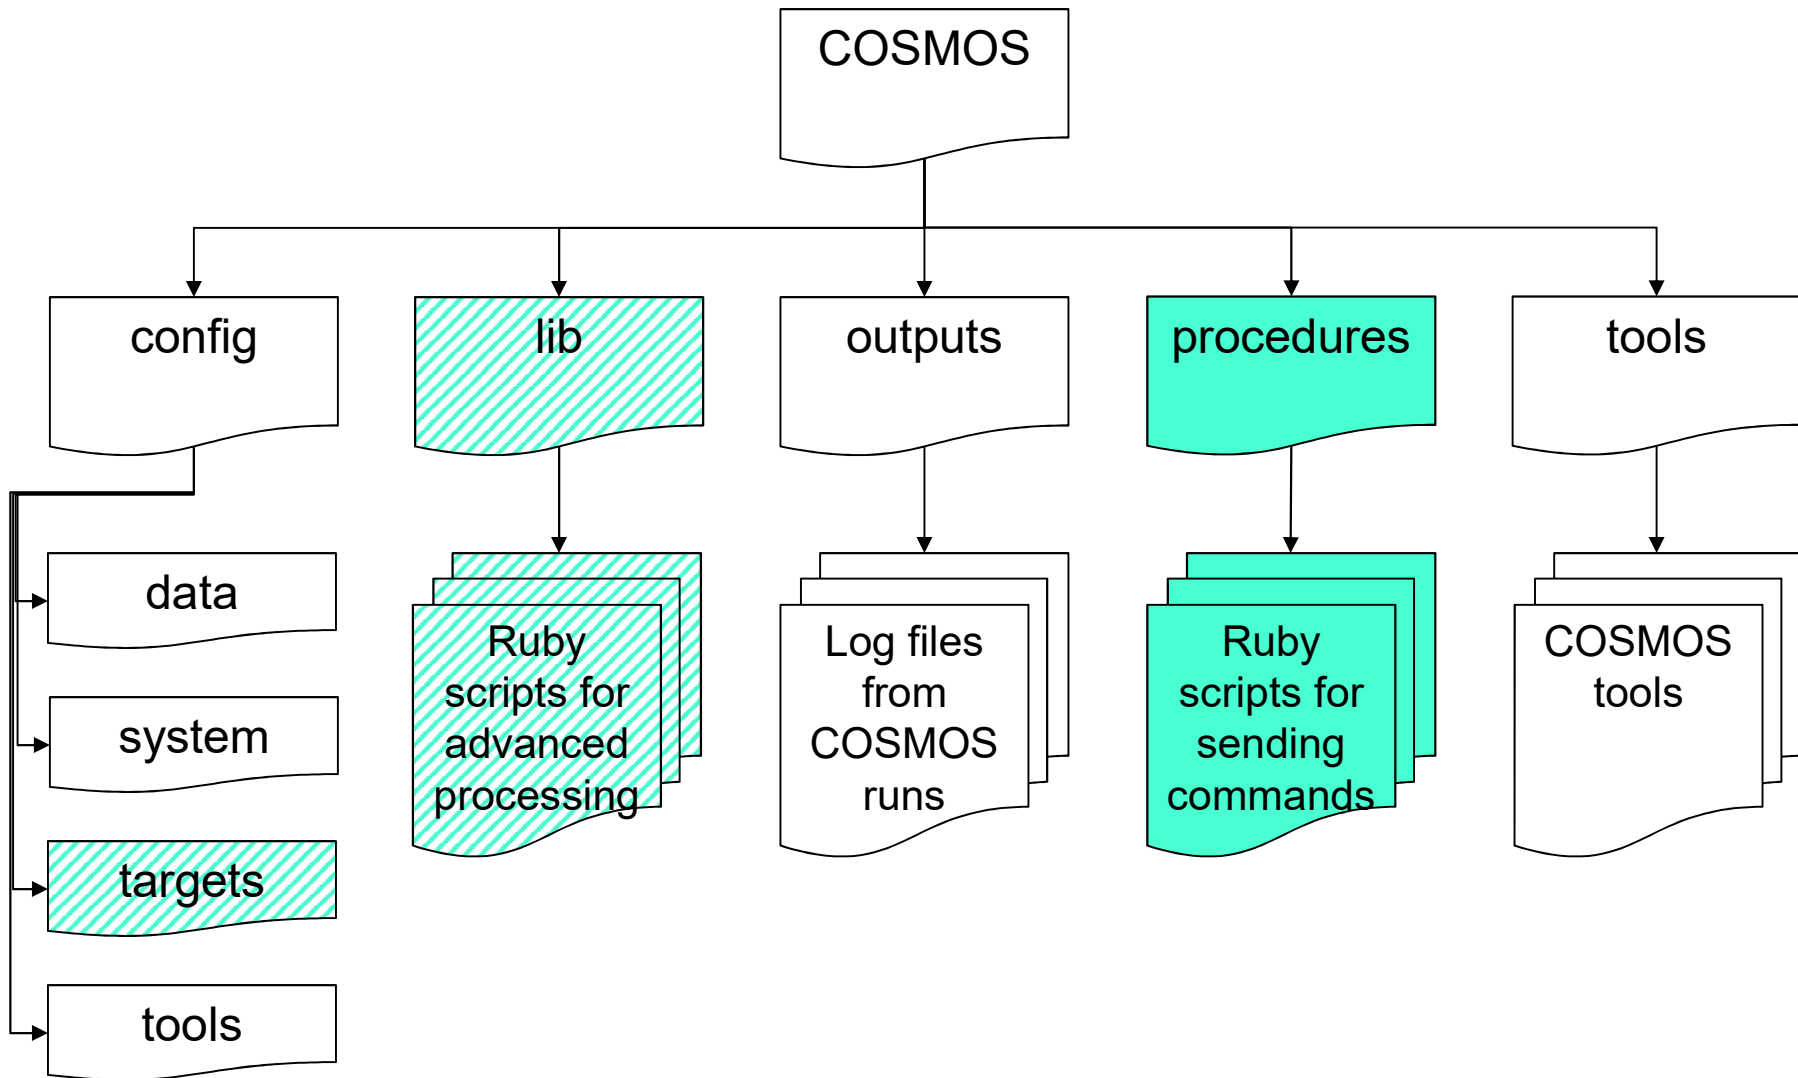 COSMOS
config
lib
outputs
procedures
tools
data
system
targets
tools
Ruby
scripts for
advanced
processing
Log files
from
COSMOS
runs
Ruby
scripts for
sending
commands
COSMOS
tools